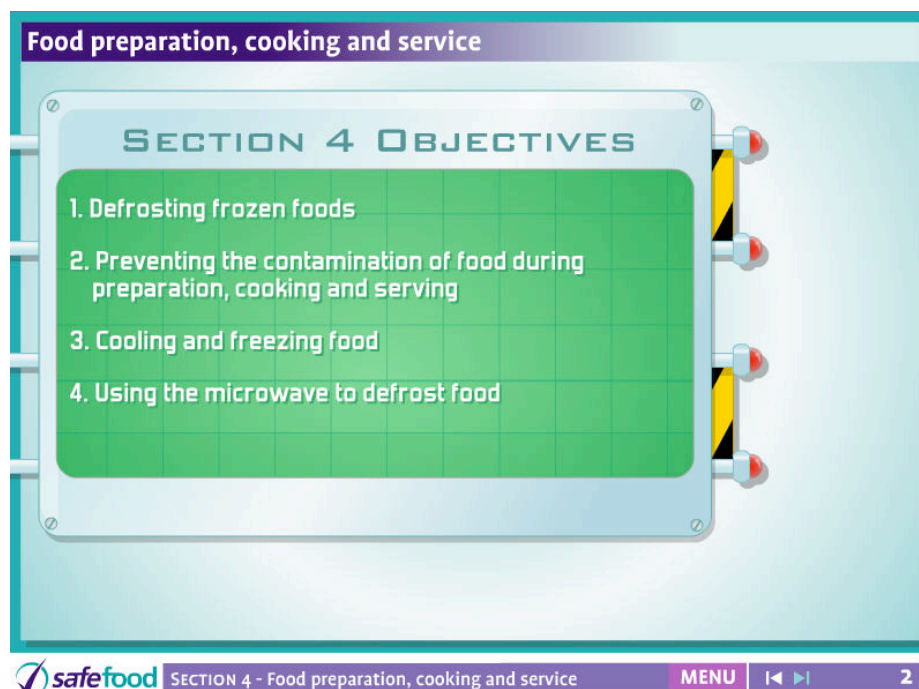 Food preparation, cooking and service
SECTION 4 OBJECTIVES
1. Defrosting frozen foods
2. Preventing the contamination of food during
preparation, cooking and serving
3. Cooling and freezing food
4. Using the microwave to defrost food
safefood SECTION 4 - Food preparation, cooking and service MENU 2